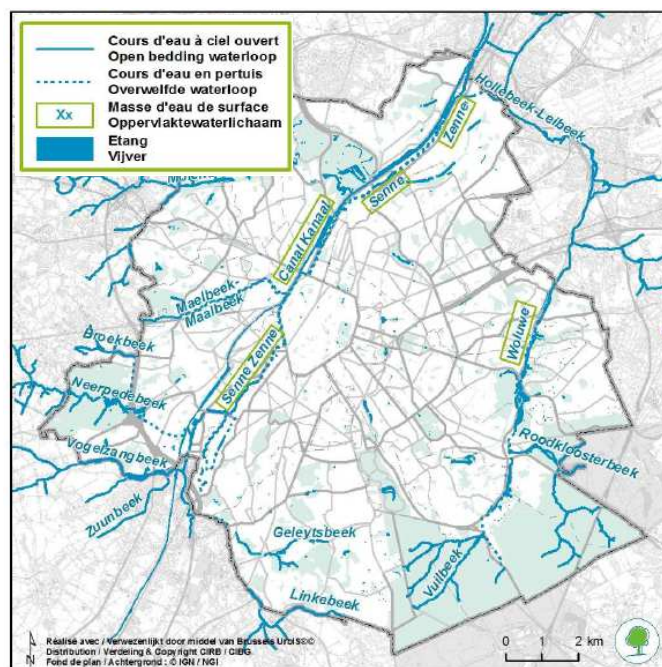 Cours d'eau à ciel ouvert
Open bedding waterloop
Cours d'eau en pertuis
Overwelfde waterloop
Xx
Masse d'eau de surface
Oppervlaktewaterlichaam
Etang
Vijver
Hollebeek-Leibeek
Zenne
Senne
Canal Kanaal
Maelbeek-
Maalbeek
Broekbeek
Senne Zenne
Woluwe
Neerpedebeek
Vogelzangbeek
Roodkloosterbeek
Zuunbeek
Geleytsbeek
Vuilbeek
Linkebeek
N
Réalisé avec / Verwezenlijkt door middel van Brussels UrbIS©©
Distribution / Verdeling & Copyright CIRB / CIBG
Fond de plan / Achtergrond : © IGN / NGI
0 1 2 km